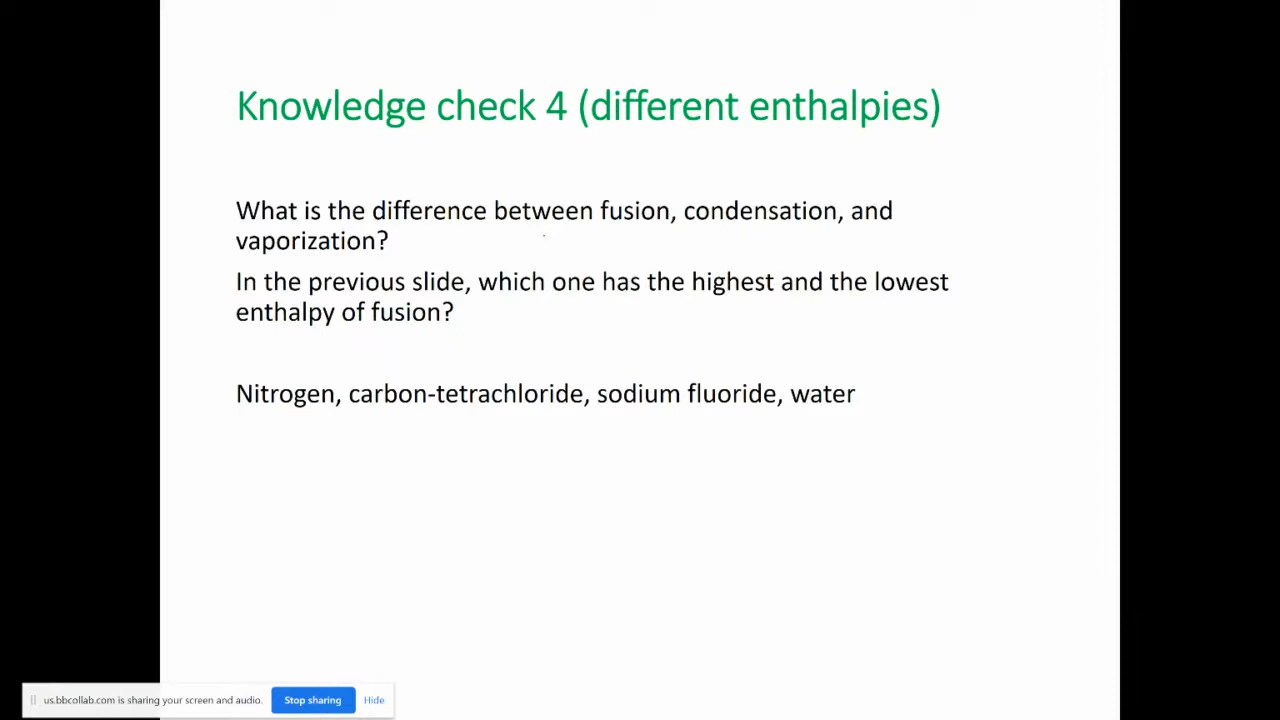 Knowledge check 4 (different enthalpies)
What is the difference between fusion, condensation, and
vaporization?
In the previous slide, which one has the highest and the lowest
enthalpy of fusion?
Nitrogen, carbon-tetrachloride, sodium fluoride, water
us.bbcollab.com is sharing your screen and audio. Stop sharing Hide